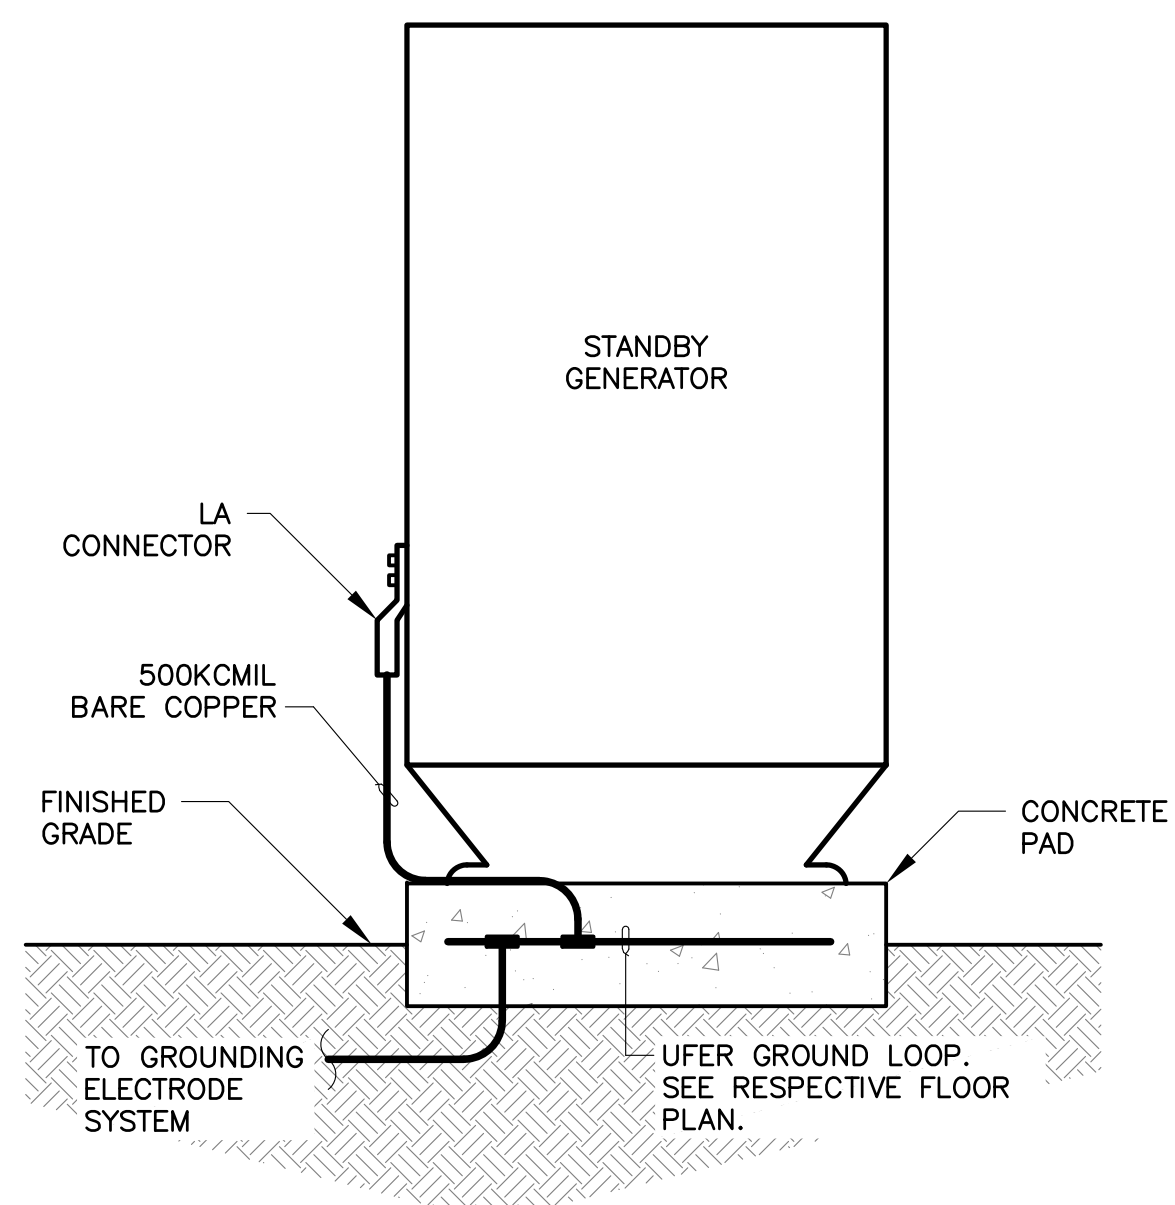 STANDBY
GENERATOR
LA
CONNECTOR
500KCMIL
BARE COPPER
FINISHED
GRADE
CONCRETE
PAD
TO GROUNDING
ELECTRODE
SYSTEM
UFER GROUND LOOP.
SEE RESPECTIVE FLOOR
PLAN.